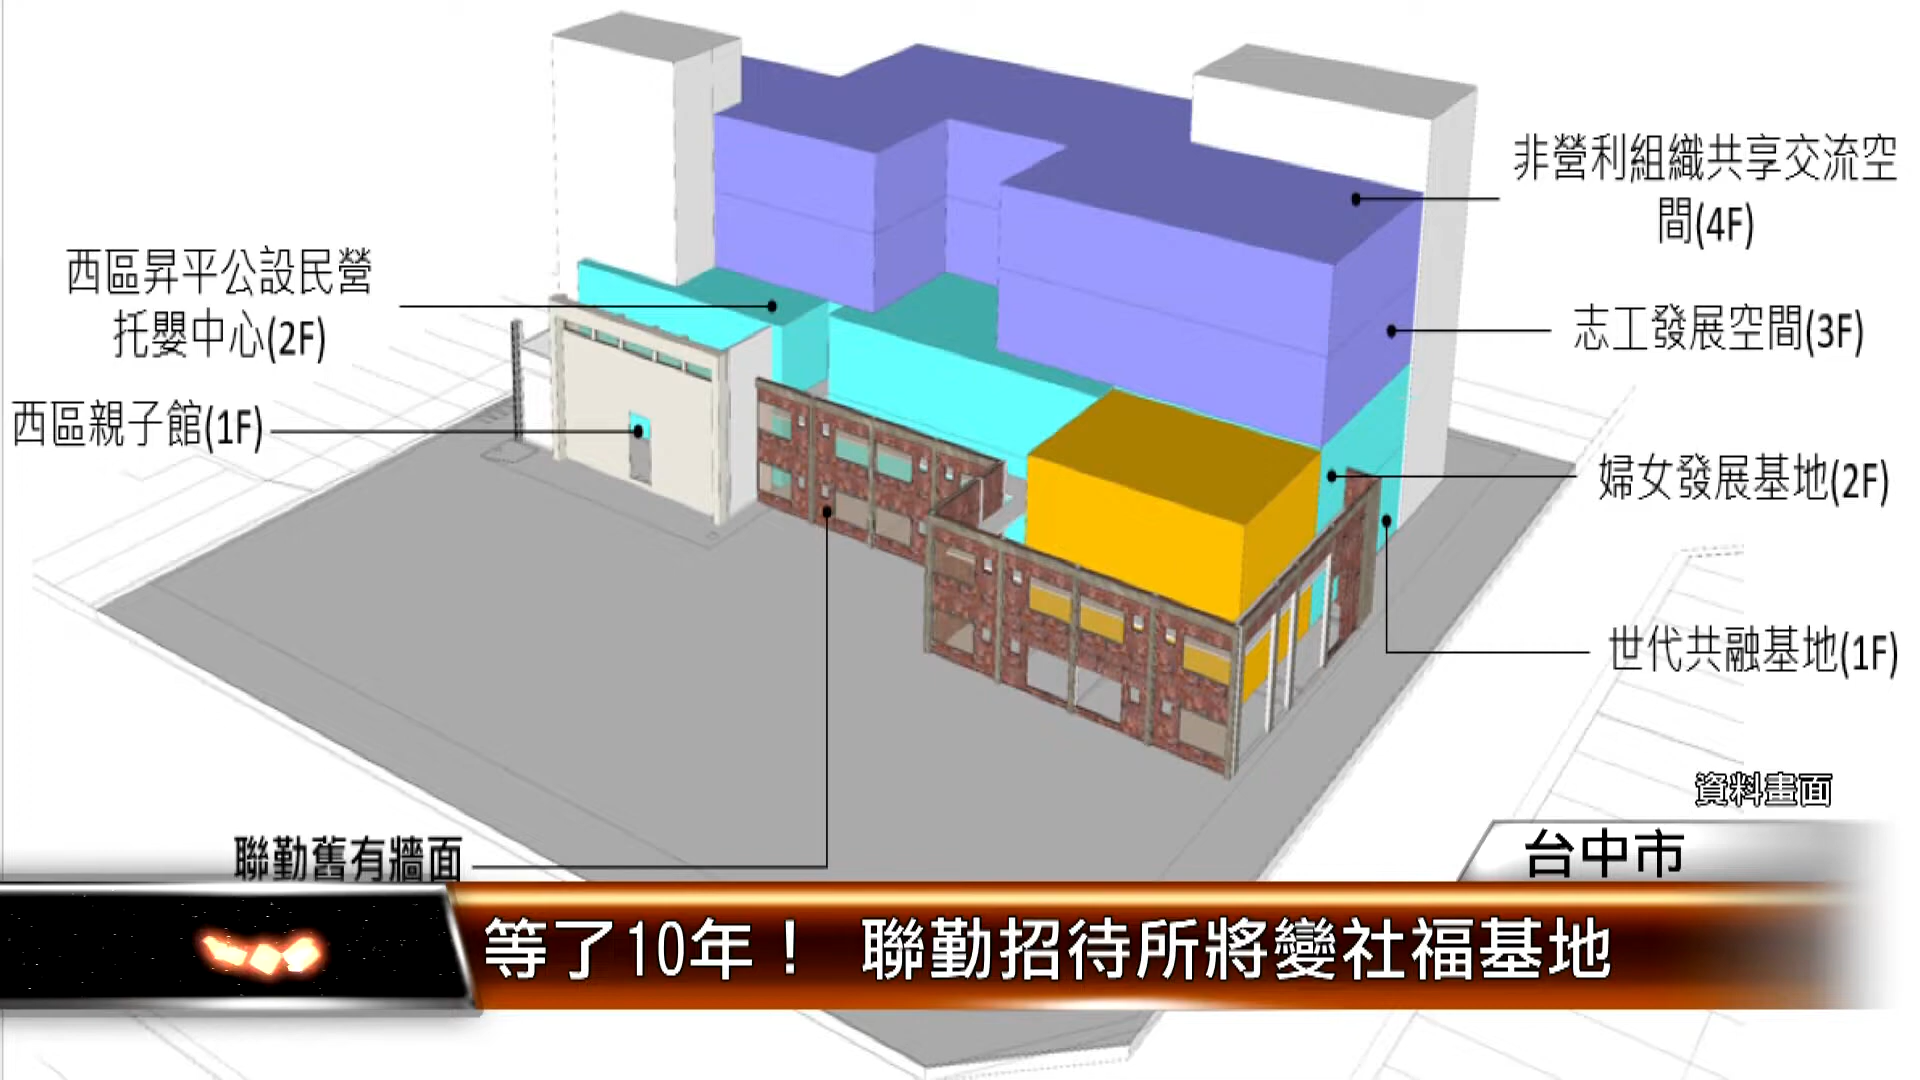 非營利組織共享交流空
間(4F)
西區昇平公設民營
托嬰中心(2F)
志工發展空間(3F)
西區親子館(1F)
婦女發展基地(2F)
世代共融基地(1F)
資料畫面
聯勤舊有牆面
台中市
等了10年！ 聯勤招待所將變社福基地